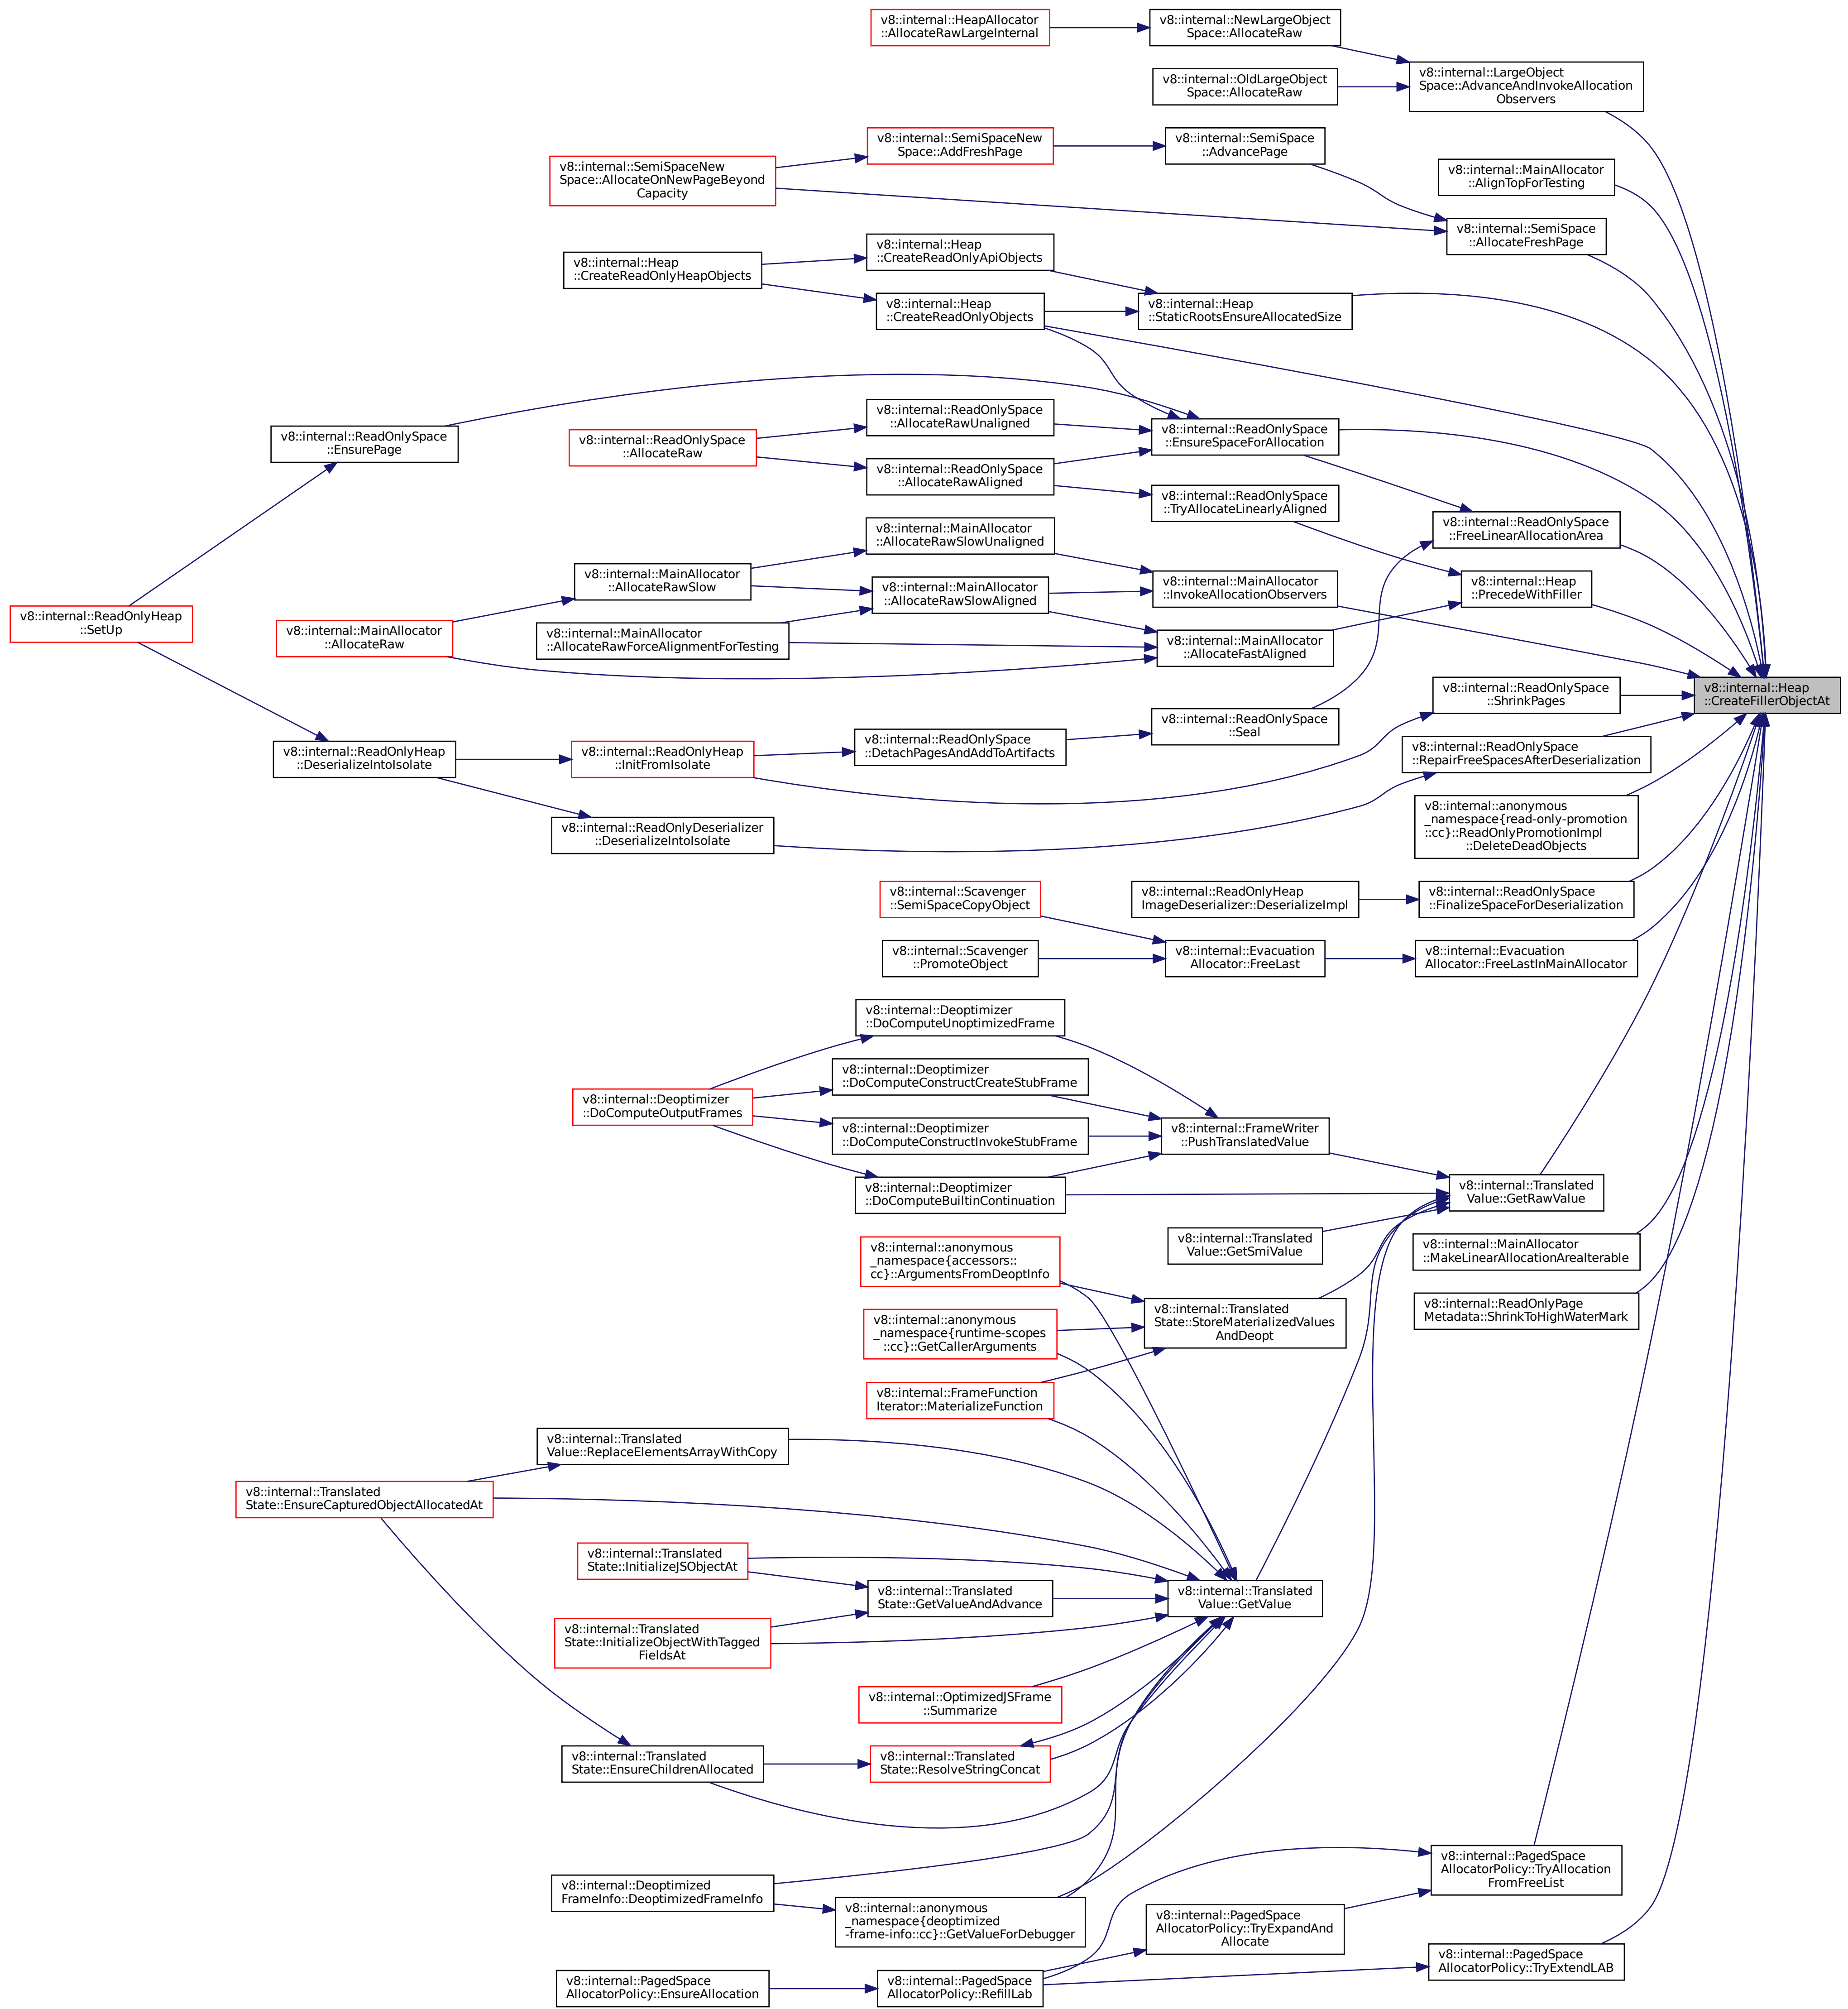 v8::internal::HeapAllocator
::AllocateRawLargeInternal
v8::internal::NewLargeObject
Space::AllocateRaw
v8::internal::OldLargeObject
Space::AllocateRaw
v8::internal::LargeObject
Space::AdvanceAndInvokeAllocation
Observers
v8::internal::SemiSpaceNew
Space::AllocateOnNewPageBeyond
Capacity
v8::internal::SemiSpaceNew
Space::AddFreshPage
v8::internal::SemiSpace
::AdvancePage
v8::internal::MainAllocator
::AlignTopForTesting
v8::internal::SemiSpace
::AllocateFreshPage
v8::internal::Heap
::CreateReadOnlyHeapObjects
v8::internal::Heap
::CreateReadOnlyApiObjects
v8::internal::Heap
::CreateReadOnlyObjects
v8::internal::Heap
::StaticRootsEnsureAllocatedSize
v8::internal::ReadOnlySpace
::EnsurePage
v8::internal::ReadOnlySpace
::AllocateRaw
v8::internal::ReadOnlySpace
::AllocateRawUnaligned
v8::internal::ReadOnlySpace
::AllocateRawAligned
v8::internal::ReadOnlySpace
::EnsureSpaceForAllocation
v8::internal::ReadOnlySpace
::TryAllocateLinearlyAligned
v8::internal::ReadOnlySpace
::FreeLinearAllocationArea
v8::internal::ReadOnlyHeap
::SetUp
v8::internal::MainAllocator
::AllocateRaw
v8::internal::MainAllocator
::AllocateRawSlow
v8::internal::MainAllocator
::AllocateRawForceAlignmentForTesting
v8::internal::MainAllocator
::AllocateRawSlowUnaligned
v8::internal::MainAllocator
::AllocateRawSlowAligned
v8::internal::MainAllocator
::InvokeAllocationObservers
v8::internal::MainAllocator
::AllocateFastAligned
v8::internal::Heap
::PrecedeWithFiller
v8::internal::Heap
::CreateFillerObjectAt
v8::internal::ReadOnlySpace
::ShrinkPages
v8::internal::ReadOnlyHeap
::DeserializeIntoIsolate
v8::internal::ReadOnlyHeap
::InitFromIsolate
v8::internal::ReadOnlySpace
::DetachPagesAndAddToArtifacts
v8::internal::ReadOnlySpace
::Seal
v8::internal::ReadOnlySpace
::RepairFreeSpacesAfterDeserialization
v8::internal::ReadOnlyDeserializer
::DeserializeIntoIsolate
v8::internal::anonymous
_namespace{read-only-promotion
::cc}::ReadOnlyPromotionImpl
::DeleteDeadObjects
v8::internal::Scavenger
::SemiSpaceCopyObject
v8::internal::ReadOnlyHeap
ImageDeserializer::DeserializeImpl
v8::internal::ReadOnlySpace
::FinalizeSpaceForDeserialization
v8::internal::Scavenger
::PromoteObject
v8::internal::Evacuation
Allocator::FreeLast
v8::internal::Evacuation
Allocator::FreeLastInMainAllocator
v8::internal::Deoptimizer
::DoComputeUnoptimizedFrame
v8::internal::Deoptimizer
::DoComputeOutputFrames
v8::internal::Deoptimizer
::DoComputeConstructCreateStubFrame
v8::internal::Deoptimizer
::DoComputeConstructInvokeStubFrame
v8::internal::FrameWriter
::PushTranslatedValue
v8::internal::Deoptimizer
::DoComputeBuiltinContinuation
v8::internal::Translated
Value::GetRawValue
v8::internal::Translated
Value::GetSmiValue
v8::internal::MainAllocator
::MakeLinearAllocationAreaIterable
v8::internal::anonymous
_namespace{accessors::
cc}::ArgumentsFromDeoptInfo
v8::internal::anonymous
_namespace{runtime-scopes
::cc}::GetCallerArguments
v8::internal::Translated
State::StoreMaterializedValues
AndDeopt
v8::internal::ReadOnlyPage
Metadata::ShrinkToHighWaterMark
v8::internal::FrameFunction
Iterator::MaterializeFunction
v8::internal::Translated
Value::ReplaceElementsArrayWithCopy
v8::internal::Translated
State::EnsureCapturedObjectAllocatedAt
v8::internal::Translated
State::InitializeJSObjectAt
v8::internal::Translated
State::GetValueAndAdvance
v8::internal::Translated
Value::GetValue
v8::internal::Translated
State::InitializeObjectWithTagged
FieldsAt
v8::internal::OptimizedJSFrame
::Summarize
v8::internal::Translated
State::EnsureChildrenAllocated
v8::internal::Translated
State::ResolveStringConcat
v8::internal::Deoptimized
FrameInfo::DeoptimizedFrameInfo
v8::internal::anonymous
_namespace{deoptimized
-frame-info::cc}::GetValueForDebugger
v8::internal::PagedSpace
AllocatorPolicy::TryAllocation
FromFreeList
v8::internal::PagedSpace
AllocatorPolicy::TryExpandAnd
Allocate
v8::internal::PagedSpace
AllocatorPolicy::TryExtendLAB
v8::internal::PagedSpace
AllocatorPolicy::EnsureAllocation
v8::internal::PagedSpace
AllocatorPolicy::RefillLab